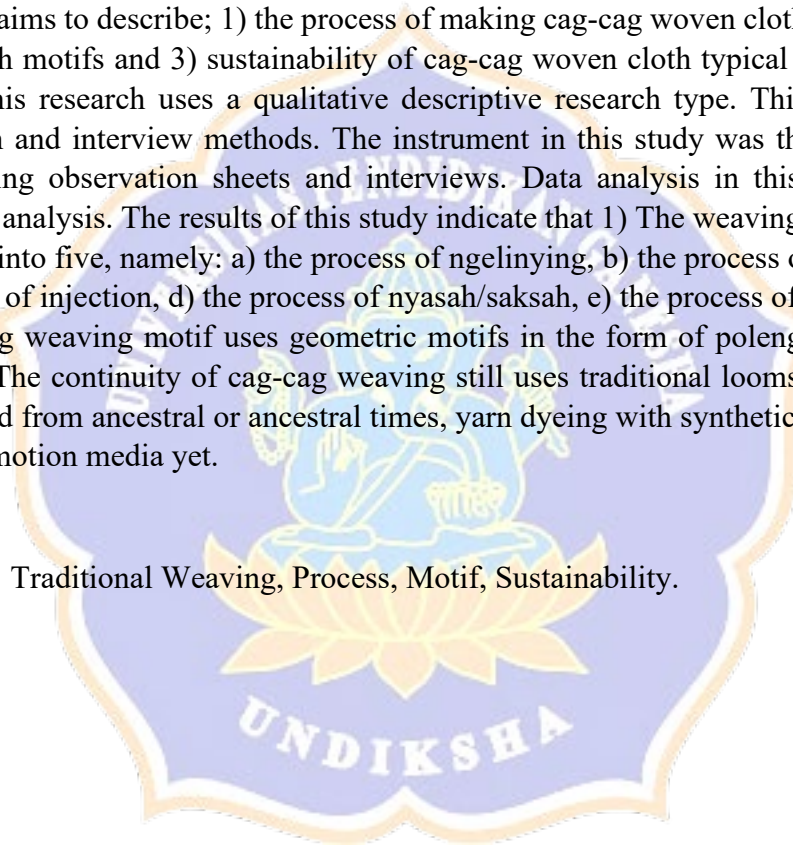 aims to describe; 1) the process of making cag-cag woven cloth
h motifs and 3) sustainability of cag-cag woven cloth typical
his research uses a qualitative descriptive research type. Thi
n and interview methods. The instrument in this study was th
ing observation sheets and interviews. Data analysis in this
analysis. The results of this study indicate that 1) The weaving
into five, namely: a) the process of ngelinying, b) the process o
of injection, d) the process of nyasah/saksah, e) the process of
g weaving motif uses geometric motifs in the form of poleng
The continuity of cag-cag weaving still uses traditional looms
d from ancestral or ancestral times, yarn dyeing with synthetic
motion media yet.
Traditional Weaving, Process, Motif, Sustainability.
UNIVERSITAS PENDIDIKAN GANESHA
UNDIKSHA